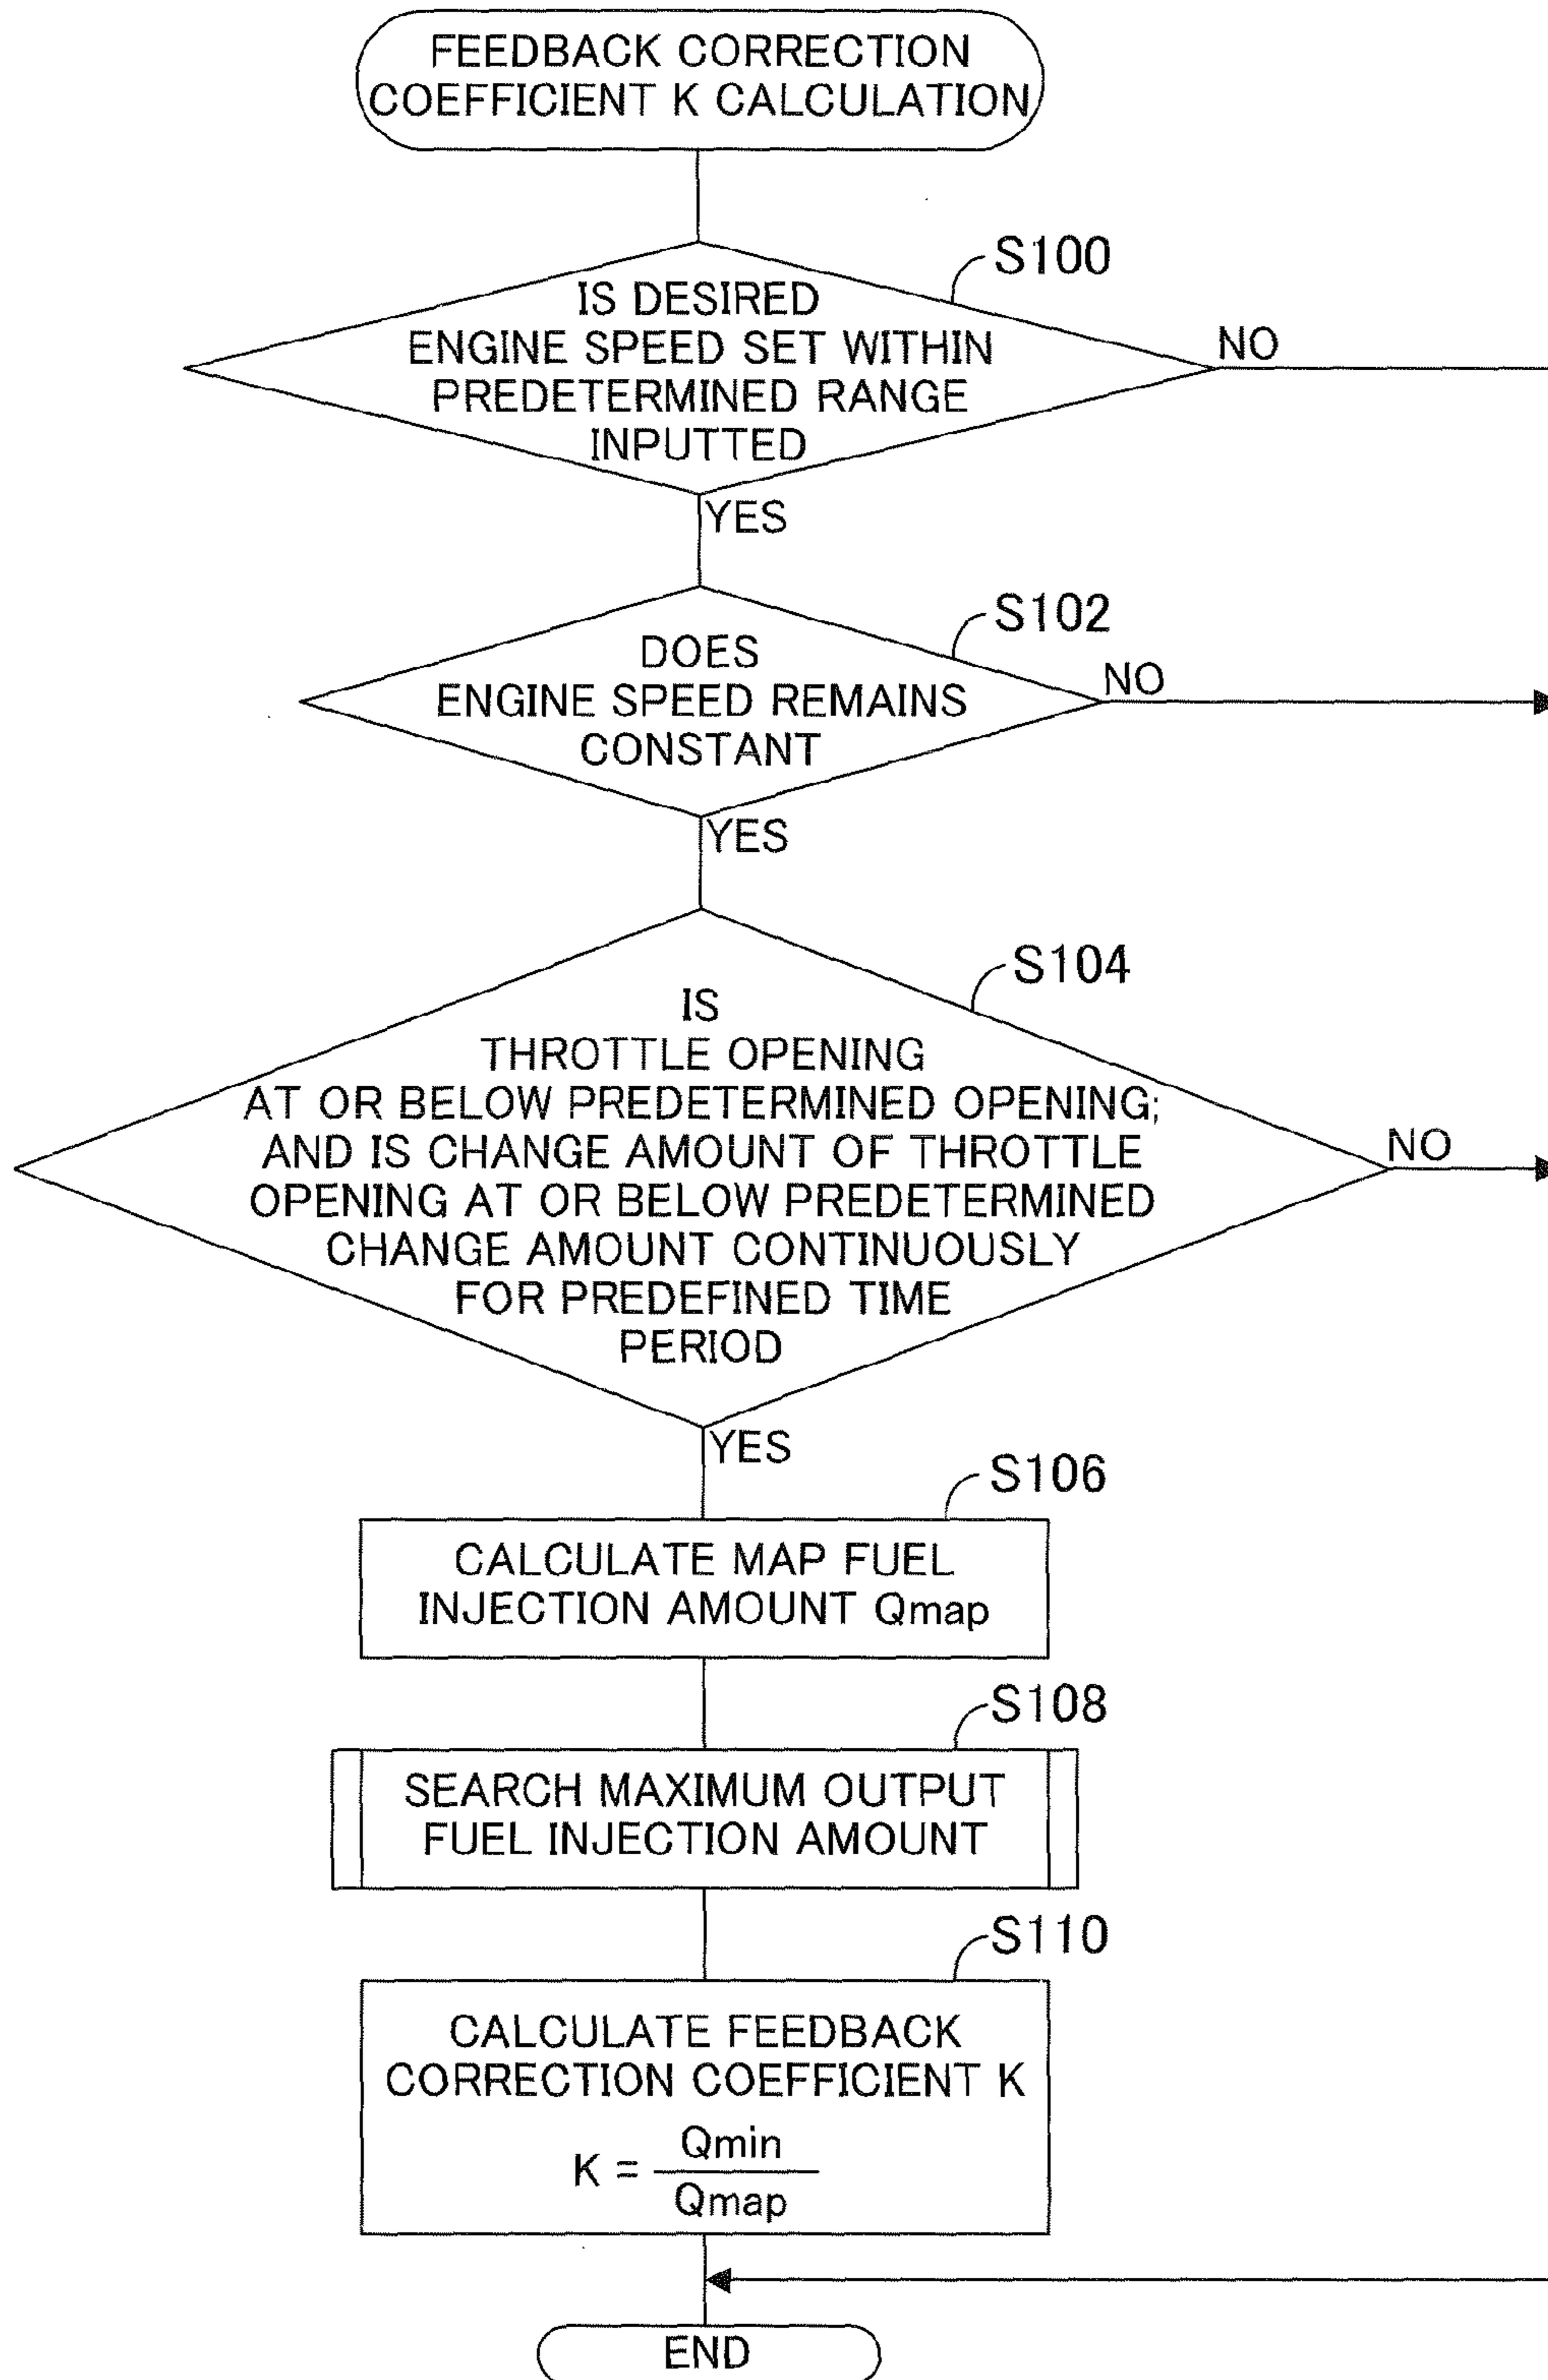 FEEDBACK CORRECTION
COEFFICIENT K CALCULATION
S100
IS DESIRED
ENGINE SPEED SET WITHIN
PREDETERMINED RANGE
INPUTTED
NO
YES
S102
DOES
ENGINE SPEED REMAINS
CONSTANT
NO
YES
S104
IS
THROTTLE OPENING
AT OR BELOW PREDETERMINED OPENING;
AND IS CHANGE AMOUNT OF THROTTLE
OPENING AT OR BELOW PREDETERMINED
CHANGE AMOUNT CONTINUOUSLY
FOR PREDEFINED TIME
PERIOD
NO
YES
S106
CALCULATE MAP FUEL
INJECTION AMOUNT Qmap
S108
SEARCH MAXIMUM OUTPUT
FUEL INJECTION AMOUNT
S110
CALCULATE FEEDBACK
CORRECTION COEFFICIENT K
Qmin
K =
Qmap
END